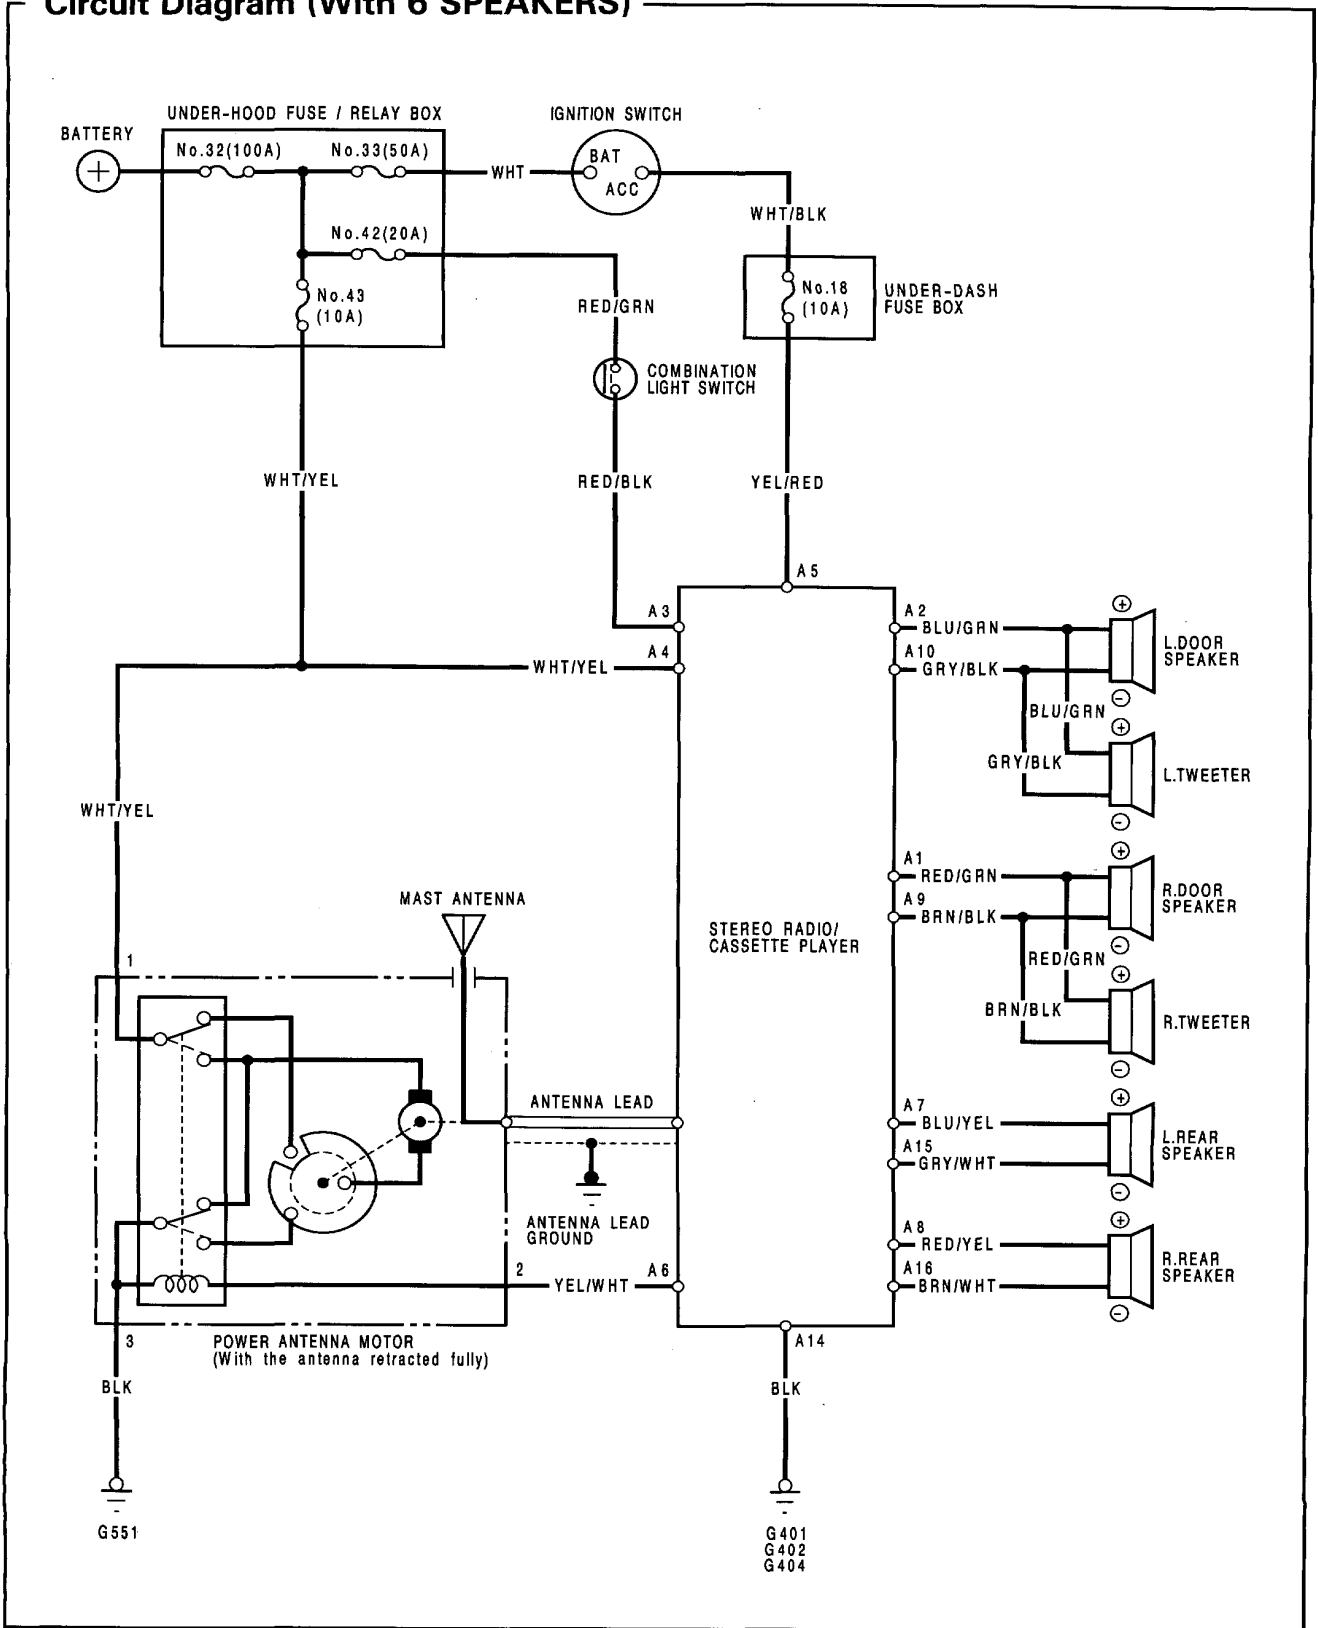 Circuit Diagram (With 6 SPEAKERS)
UNDER-HOOD FUSE / RELAY BOX
IGNITION SWITCH
BATTERY
No.32(100A)
No.33(50A)
WHT
BAT
ACC
WHT/BLK
No.42(20A)
No.43
(10A)
RED/GRN
No.18
(10A)
UNDER-DASH
FUSE BOX
COMBINATION
LIGHT SWITCH
WHT/YEL
RED/BLK
YEL/RED
A5
A3
A4
WHT/YEL
A2
BLU/GRN
A10
GRY/BLK
L.DOOR
SPEAKER
BLU/GRN
GRY/BLK
L.TWEETER
WHT/YEL
A1
RED/GRN
A9
BRN/BLK
R.DOOR
SPEAKER
MAST ANTENNA
STEREO RADIO/
CASSETTE PLAYER
RED/GRN
BRN/BLK
R.TWEETER
1
ANTENNA LEAD
A7
BLU/YEL
A15
GRY/WHT
L.REAR
SPEAKER
ANTENNA LEAD
GROUND
A8
RED/YEL
A16
BRN/WHT
R.REAR
SPEAKER
2
YEL/WHT
A6
3
POWER ANTENNA MOTOR
(With the antenna retracted fully)
A14
BLK
BLK
G551
G401
G402
G404